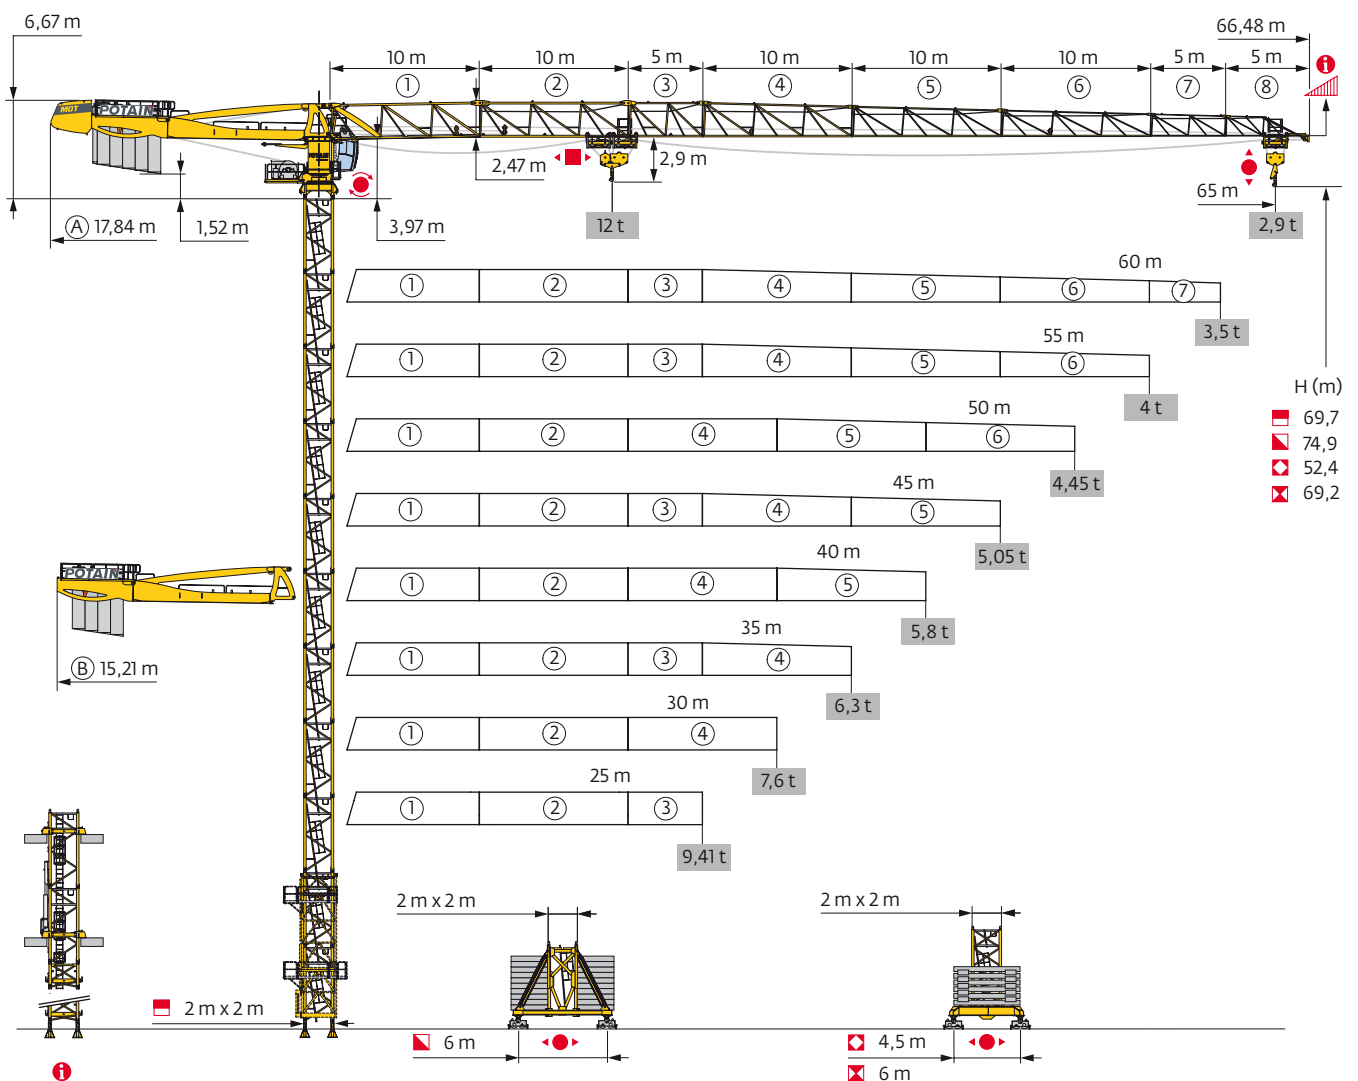 6,67 m
66,48 m
10 m
10 m
5 m
10 m
10 m
10 m
5 m
5 m
1
2
3
4
5
6
7
8
i
MDT
POTAIN
POTAIN
2,47 m
2,9 m
65 m
A 17,84 m
1,52 m
3,97 m
12 t
2,9 t
60 m
1 2 3 4 5 6 7
3,5 t
55 m
1 2 3 4 5 6
4 t
H (m)
69,7
74,9
52,4
69,2
50 m
1 2 4 5 6
4,45 t
45 m
1 2 3 4 5
5,05 t
40 m
1 2 4 5
5,8 t
POTAIN
B 15,21 m
35 m
1 2 3 4
6,3 t
30 m
1 2 4
7,6 t
25 m
1 2 3
9,41 t
2 m x 2 m
2 m x 2 m
2 m x 2 m
6 m
4,5 m
6 m
i